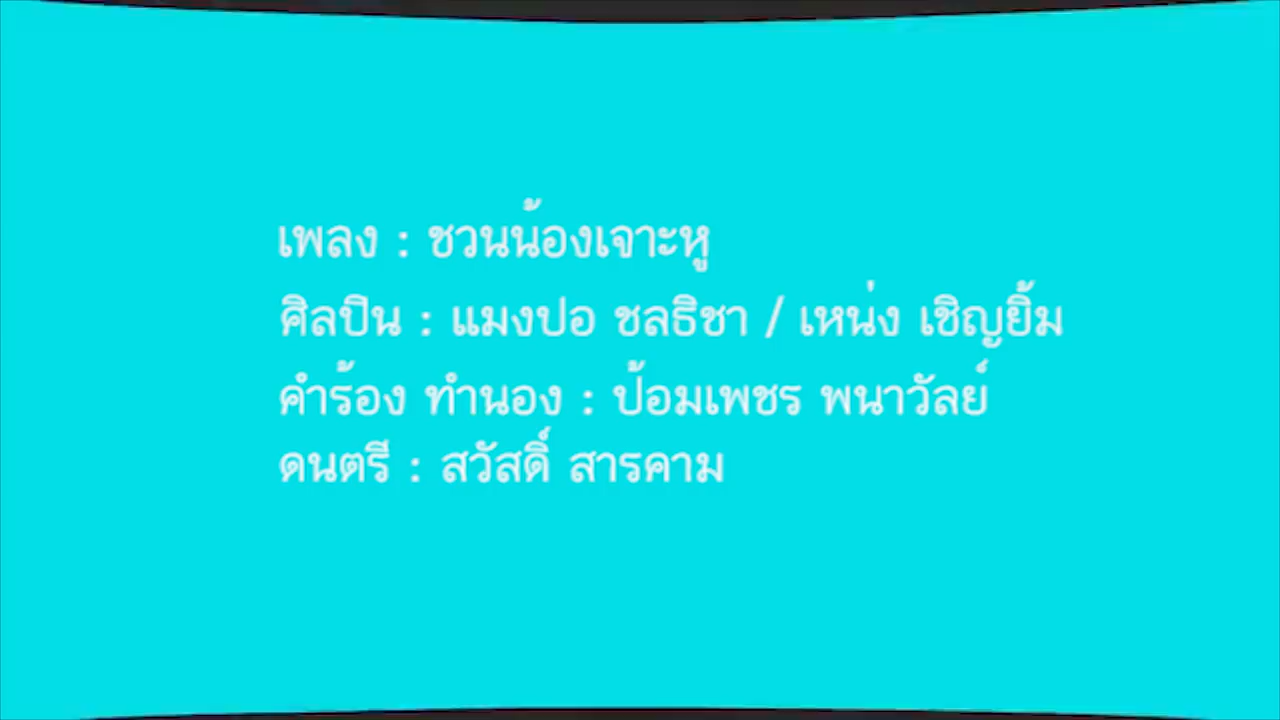 เพลง : ชวนน้องเจาะหู
ศิลปิน : แมงปอ ชลธิชา / เหน่ง เชิญยิ้ม
คำร้อง ทำนอง : ป้อมเพชร พนาวัลย์
ดนตรี : สวัสดิ์ สารคาม